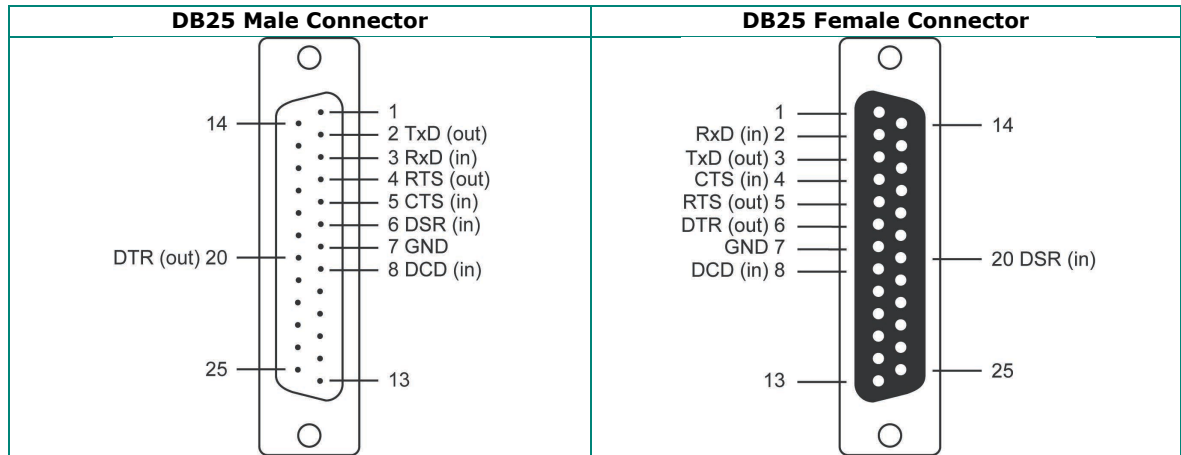 DB25 Male Connector
14
DTR (out) 20
25
1
2 TxD (out)
3 RxD (in)
4 RTS (out)
5 CTS (in)
6 DSR (in)
7 GND
8 DCD (in)
13
DB25 Female Connector
1
RxD (in) 2
TxD (out) 3
CTS (in) 4
RTS (out) 5
DTR (out) 6
GND 7
DCD (in) 8
13
14
20 DSR (in)
25